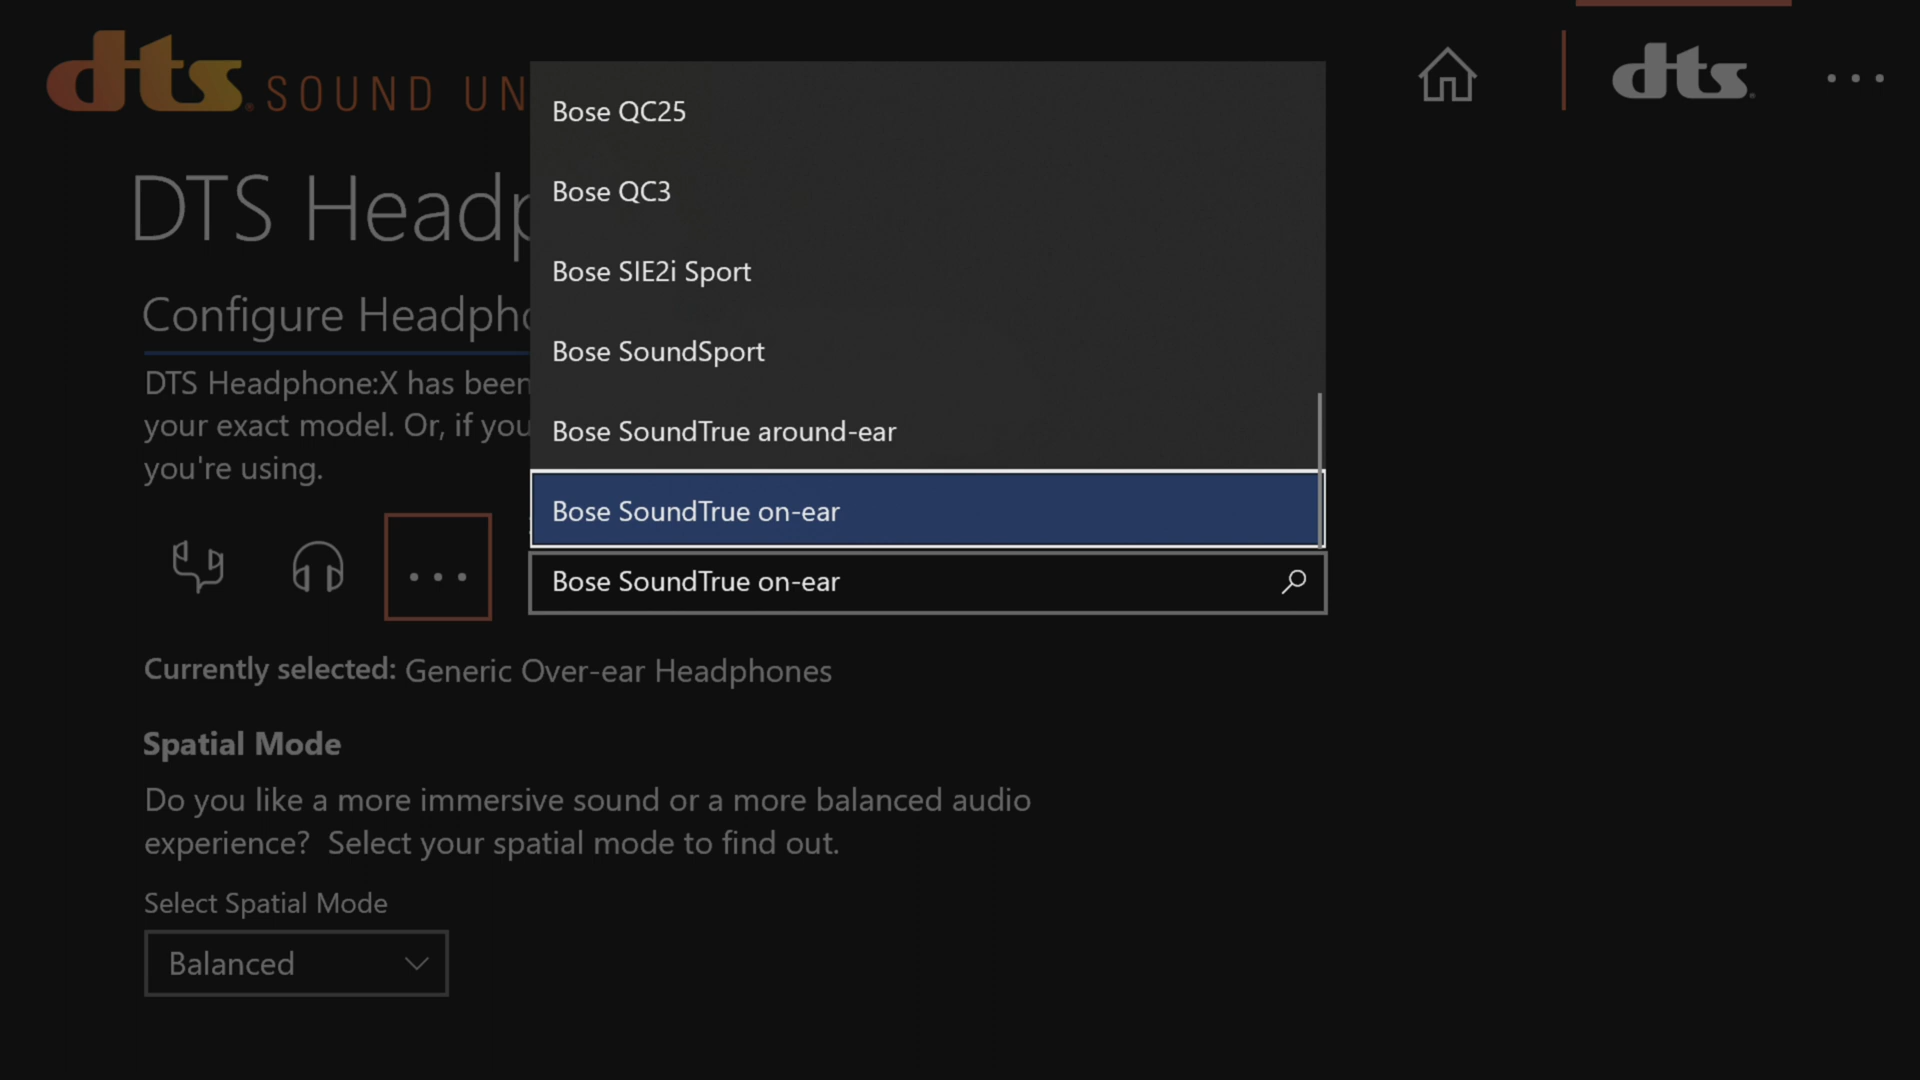 dts SOUND UN
dts
DTS Headp
Configure Headpho
DTS Headphone:X has been
your exact model. Or, if you
you're using.
Bose QC25
Bose QC3
Bose SIE2i Sport
Bose SoundSport
Bose SoundTrue around-ear
Bose SoundTrue on-ear
Bose SoundTrue on-ear
Currently selected: Generic Over-ear Headphones
Spatial Mode
Do you like a more immersive sound or a more balanced audio
experience?  Select your spatial mode to find out.
Select Spatial Mode
Balanced